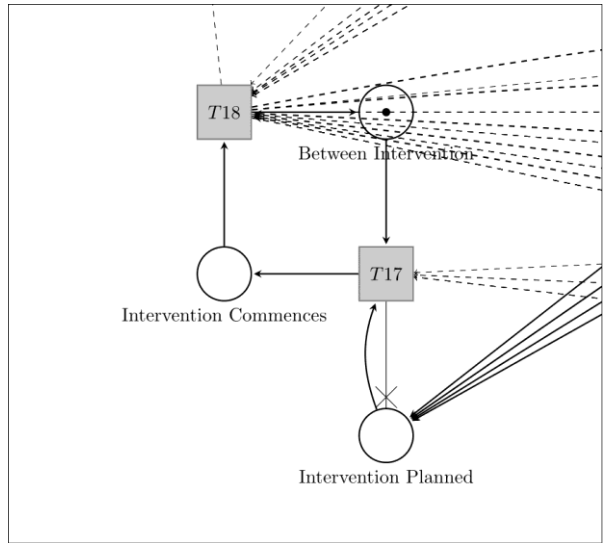 T18
Between Intervention
T17
Intervention Commences
Intervention Planned